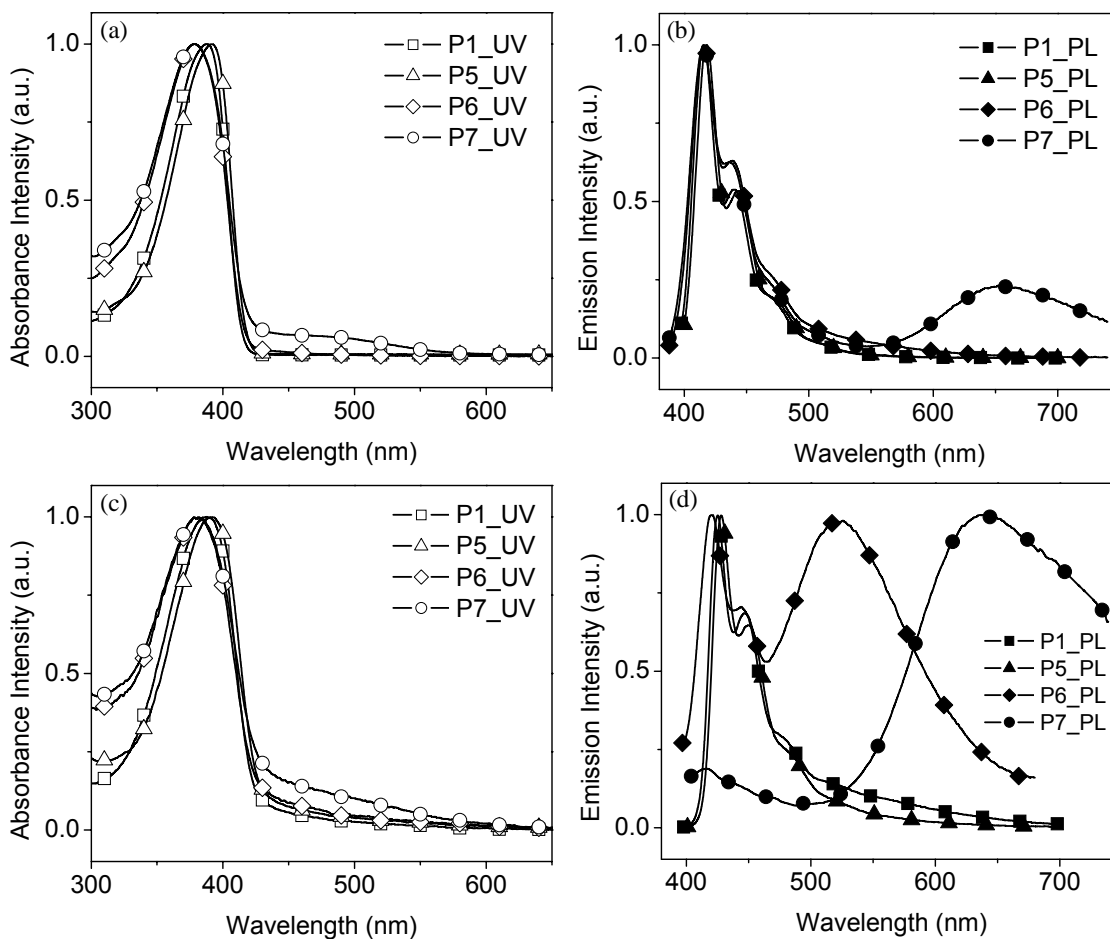 (a)
P1_UV
P5_UV
P6_UV
P7_UV
1.0
0.5
0.0
300 400 500 600
Absorbance Intensity (a.u.)
Wavelength (nm)
(b)
P1_PL
P5_PL
P6_PL
P7_PL
1.0
0.5
0.0
400 500 600 700
Emission Intensity (a.u.)
Wavelength (nm)
(c)
P1_UV
P5_UV
P6_UV
P7_UV
1.0
0.5
0.0
300 400 500 600
Absorbance Intensity (a.u.)
Wavelength (nm)
(d)
1.0
0.5
0.0
P1_PL
P5_PL
P6_PL
P7_PL
400 500 600 700
Emission Intensity (a.u.)
Wavelength (nm)